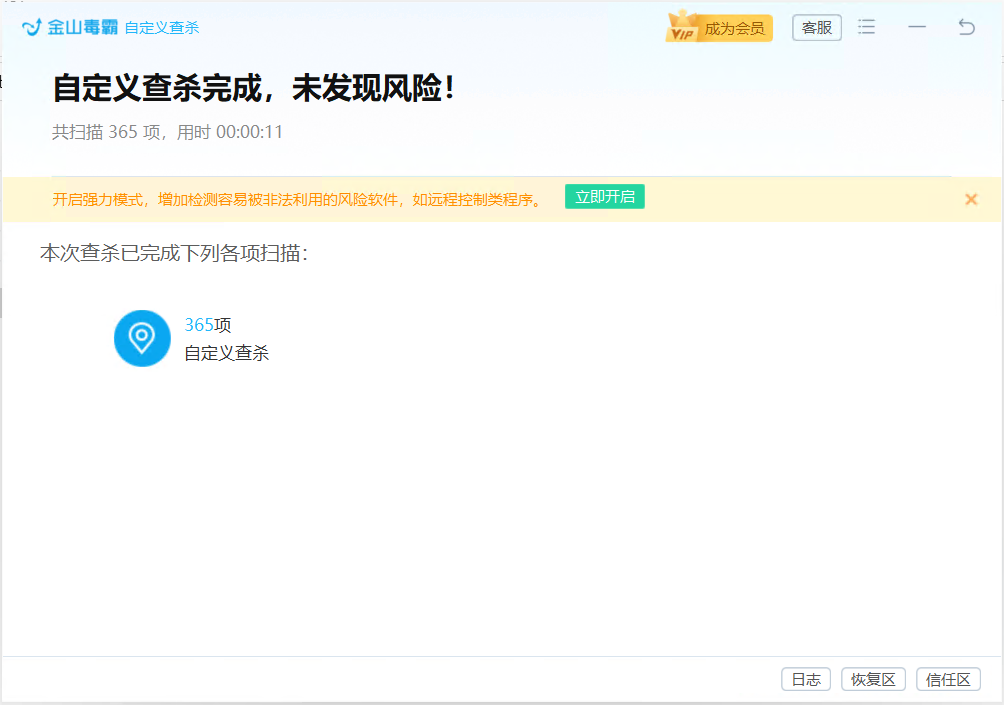 金山毒霸 自定义查杀
VIP 成为会员
客服
自定义查杀完成，未发现风险！
共扫描 365 项，用时 00:00:11
开启强力模式，增加检测容易被非法利用的风险软件，如远程控制类程序。 立即开启
本次查杀已完成下列各项扫描：
365项
自定义查杀
日志 恢复区 信任区